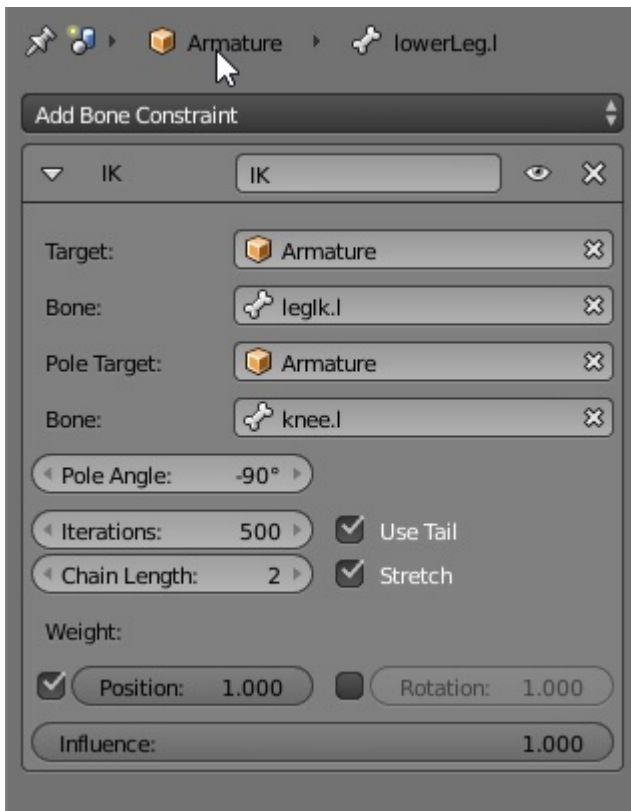 Armature lowerLeg.l
Add Bone Constraint
IK IK
Target: Armature
Bone: legIk.l
Pole Target: Armature
Bone: knee.l
Pole Angle: -90°
Iterations: 500 Use Tail
Chain Length: 2 Stretch
Weight:
Position: 1.000 Rotation: 1.000
Influence: 1.000